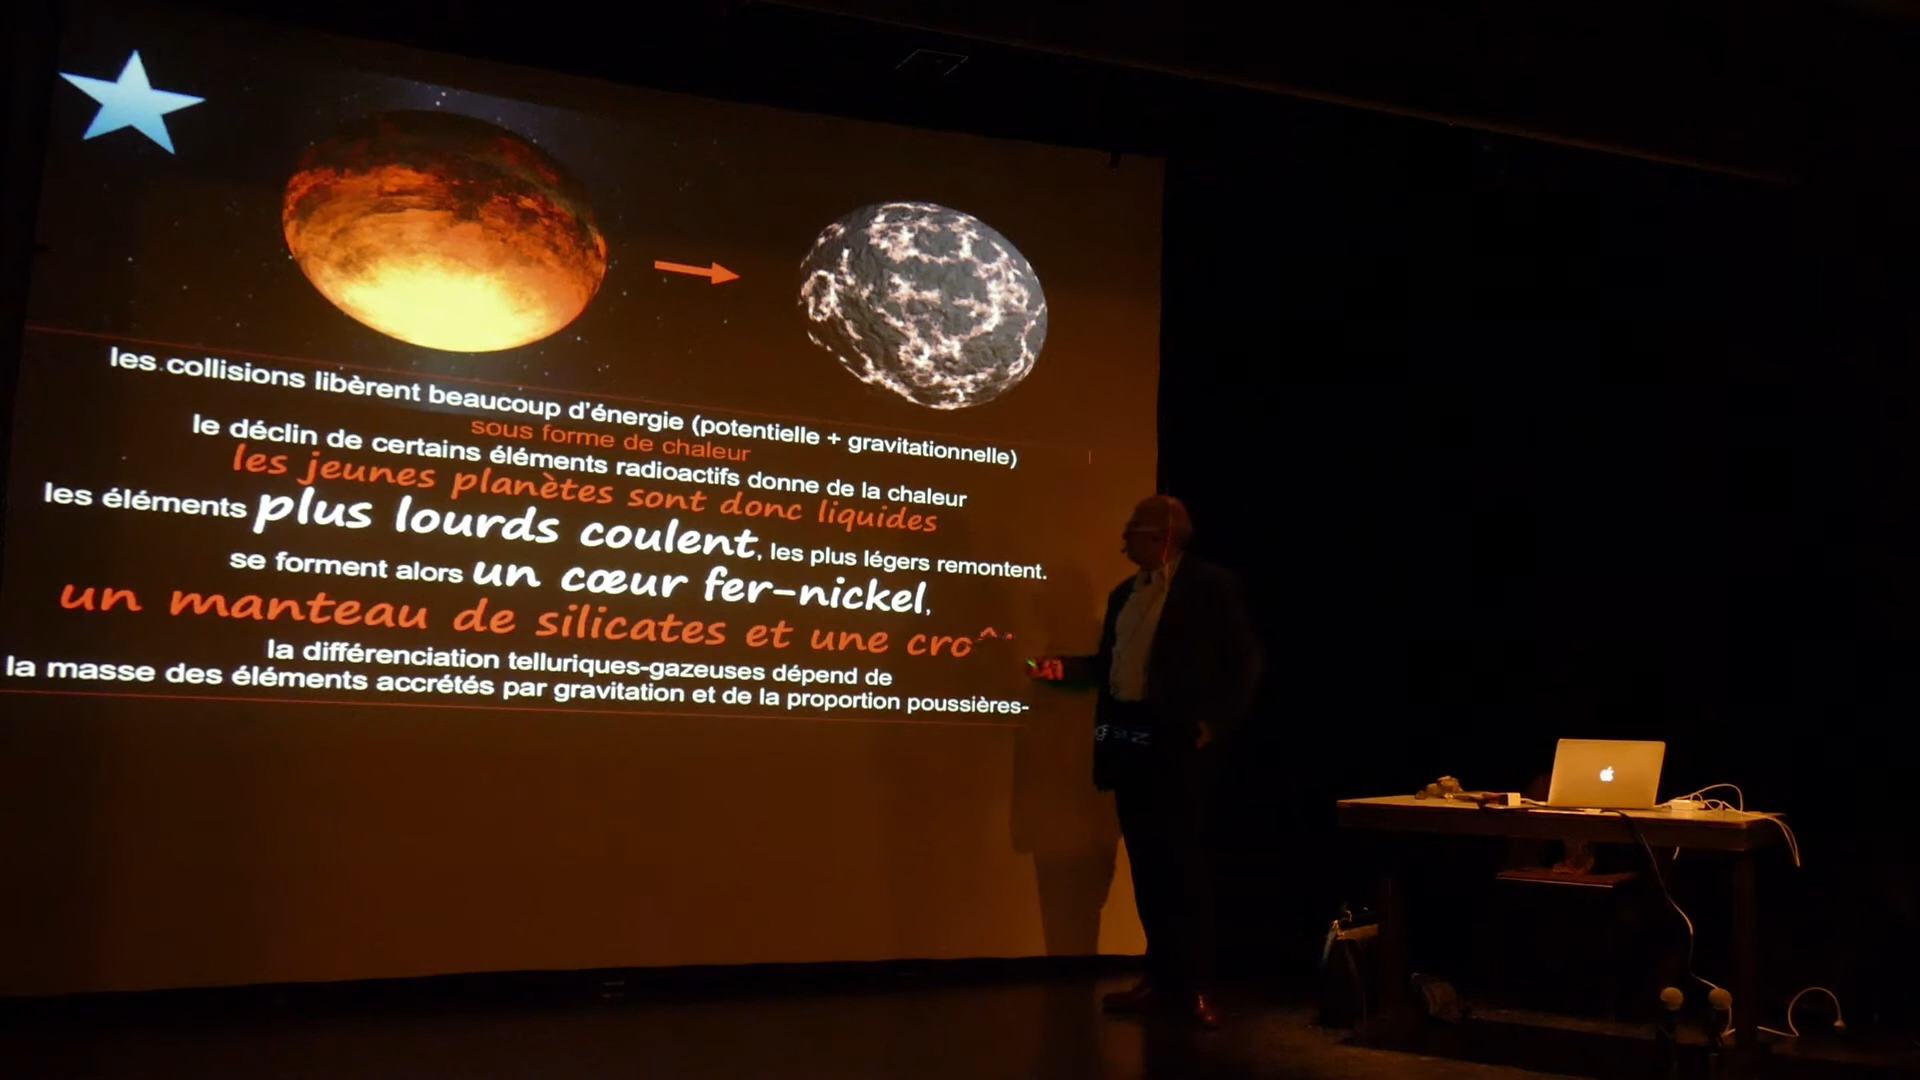 les collisions libèrent beaucoup d'énergie (potentielle + gravitationnelle)
sous forme de chaleur
le déclin de certains éléments radioactifs donne de la chaleur
les jeunes planètes sont donc liquides
les éléments plus lourds coulent, les plus légers remontent.
se forment alors un cœur fer-nickel,
un manteau de silicates et une
la différenciation telluriques-gazeuses dépend de
la masse des éléments accrétés par gravitation et de la proportion poussières-